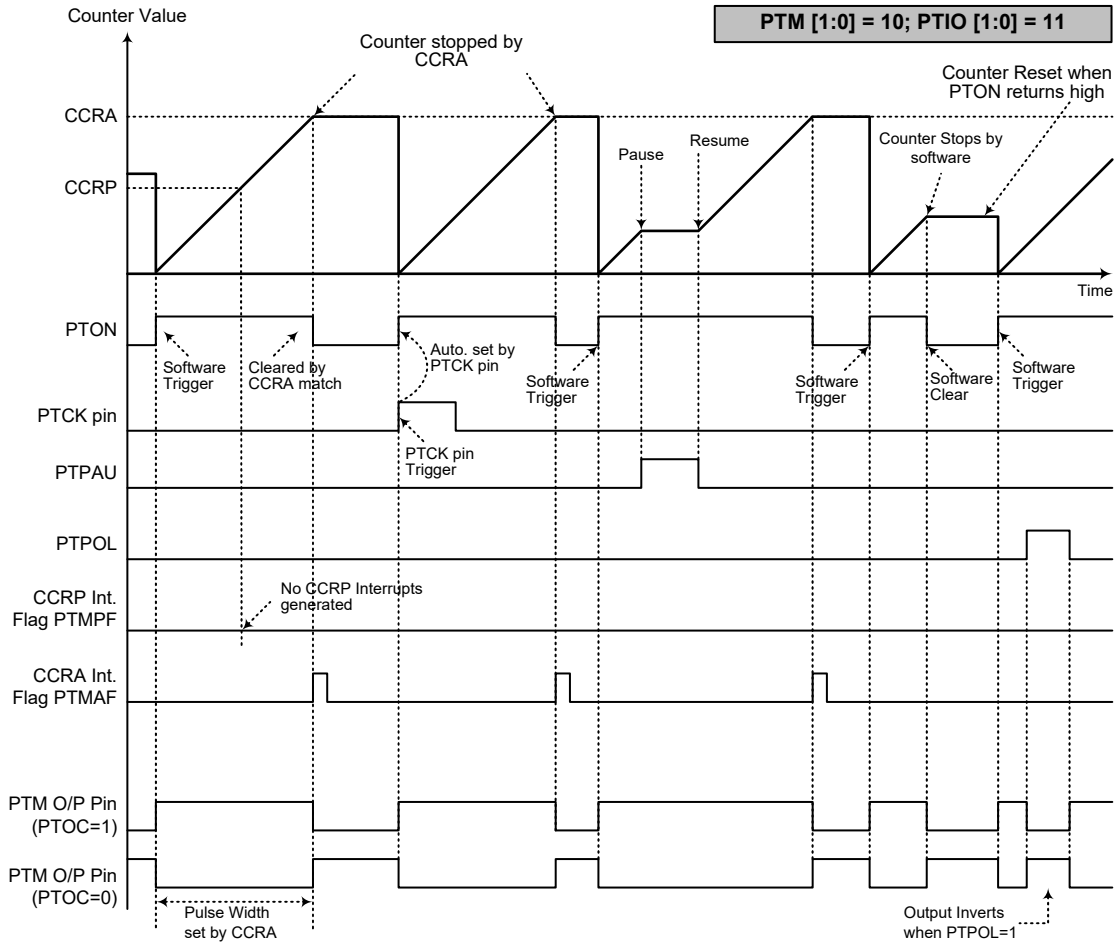 Counter Value
PTM [1:0] = 10; PTIO [1:0] = 11
Counter stopped by
CCRA
Counter Reset when
PTON returns high
CCRA
Pause
Resume
Counter Stops by
software
CCRP
Time
PTON
Software
Trigger
Cleared by
CCRA match
Auto. set by
PTCK pin
Software
Trigger
Software
Trigger
Software
Clear
Software
Trigger
PTCK pin
PTCK pin
Trigger
PTPAU
PTPOL
CCRP Int.
Flag PTMPF
No CCRP Interrupts
generated
CCRA Int.
Flag PTMAF
PTM O/P Pin
(PTOC=1)
PTM O/P Pin
(PTOC=0)
Pulse Width
set by CCRA
Output Inverts
when PTPOL=1